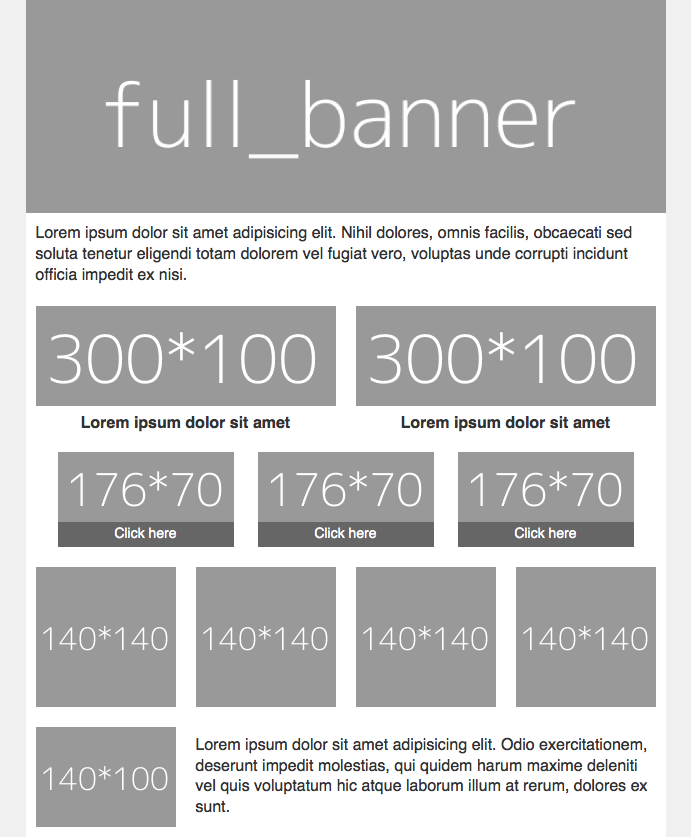 full_banner
Lorem ipsum dolor sit amet adipisicing elit. Nihil dolores, omnis facilis, obcaecati sed
soluta tenetur eligendi totam dolorem vel fugiat vero, voluptas unde corrupti incidunt
officia impedit ex nisi.
300*100 300*100
Lorem ipsum dolor sit amet Lorem ipsum dolor sit amet
176*70 176*70 176*70
Click here Click here Click here
140*140 140*140 140*140 140*140
140*100
Lorem ipsum dolor sit amet adipisicing elit. Odio exercitationem,
deserunt impedit molestias, qui quidem harum maxime deleniti
vel quis voluptatum hic atque laborum illum at rerum, dolores ex
sunt.